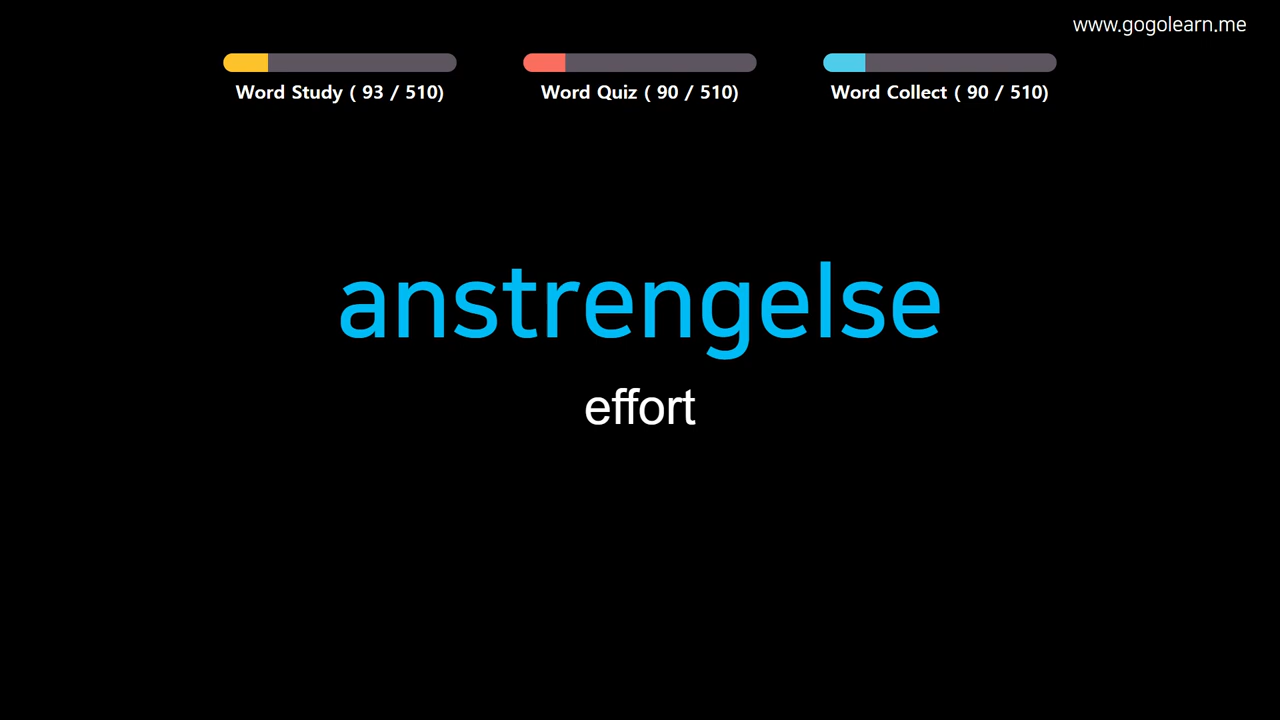 www.gogolearn.me
Word Study ( 93 / 510)
Word Quiz ( 90 / 510)
Word Collect ( 90 / 510)
anstrengelse
effort